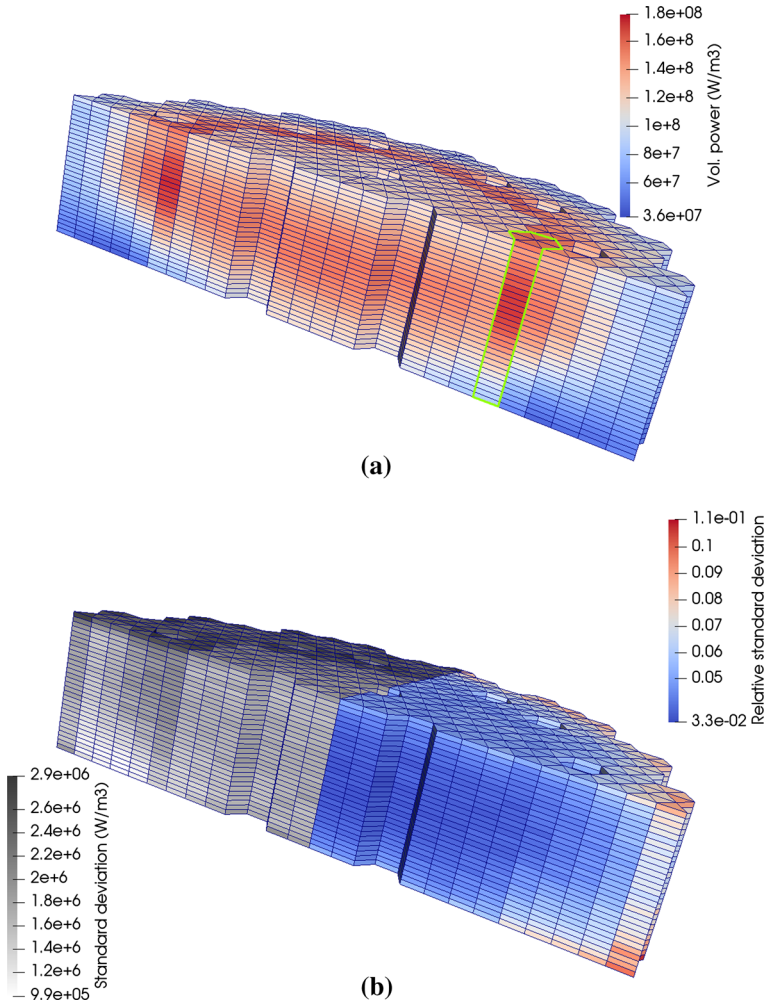 1.8e+08
1.6e+8
1.4e+8
1.2e+8
1e+8
8e+7
6e+7
3.6e+07
Vol. power (W/m3)
(a)
1.1e-01
0.1
0.09
0.08
0.06
0.05
3.3e-02
Relative standard deviation
2.9e+06
2.6e+6
2.4e+6
2.2e+6
2e+6
1.8e+6
1.6e+6
1.4e+6
1.2e+6
9.9e+05
Standard deviation (W/m3)
(b)